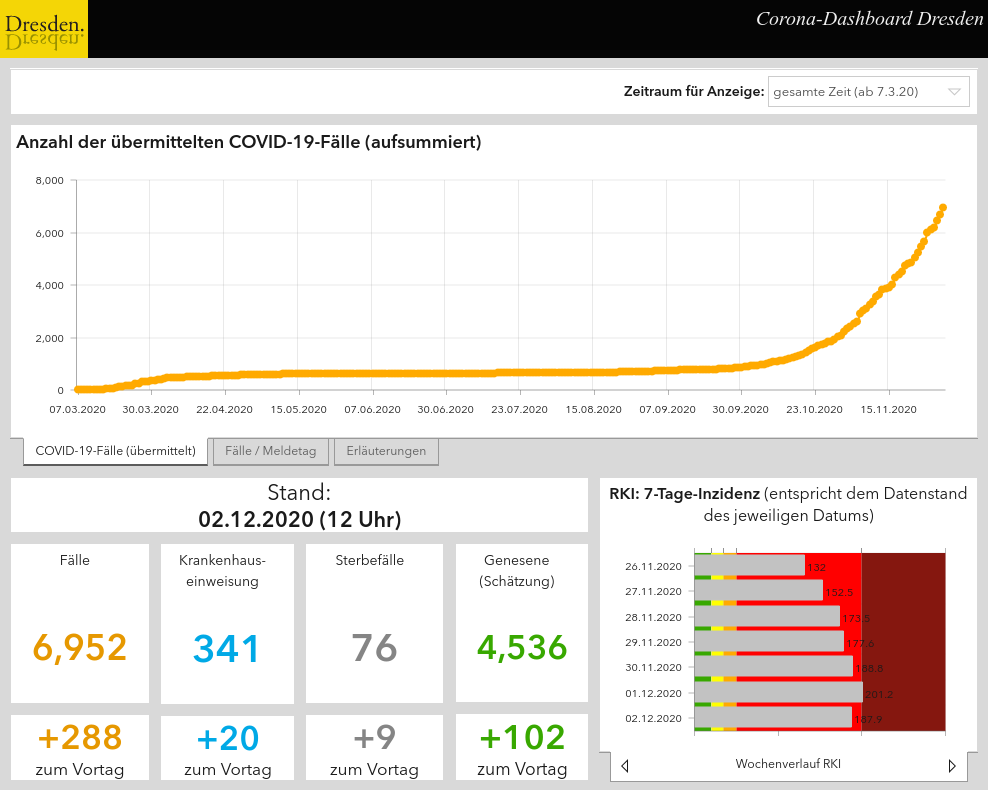 Dresden.
Dresden.
Corona-Dashboard Dresden
Zeitraum für Anzeige: gesamte Zeit (ab 7.3.20)
Anzahl der übermittelten COVID-19-Fälle (aufsummiert)
8,000
6,000
4,000
2,000
0
07.03.2020 30.03.2020 22.04.2020 15.05.2020 07.06.2020 30.06.2020 23.07.2020 15.08.2020 07.09.2020 30.09.2020 23.10.2020 15.11.2020
COVID-19-Fälle (übermittelt) Fälle / Meldetag Erläuterungen
Stand:
02.12.2020 (12 Uhr)
Fälle
6,952
+288
zum Vortag
Krankenhaus-
einweisung
341
+20
zum Vortag
Sterbefälle
76
+9
zum Vortag
Genesene
(Schätzung)
4,536
+102
zum Vortag
RKI: 7-Tage-Inzidenz (entspricht dem Datenstand
des jeweiligen Datums)
26.11.2020 132
27.11.2020 152.5
28.11.2020 173.5
29.11.2020 177.6
30.11.2020 188.8
01.12.2020 201.2
02.12.2020 187.9
Wochenverlauf RKI